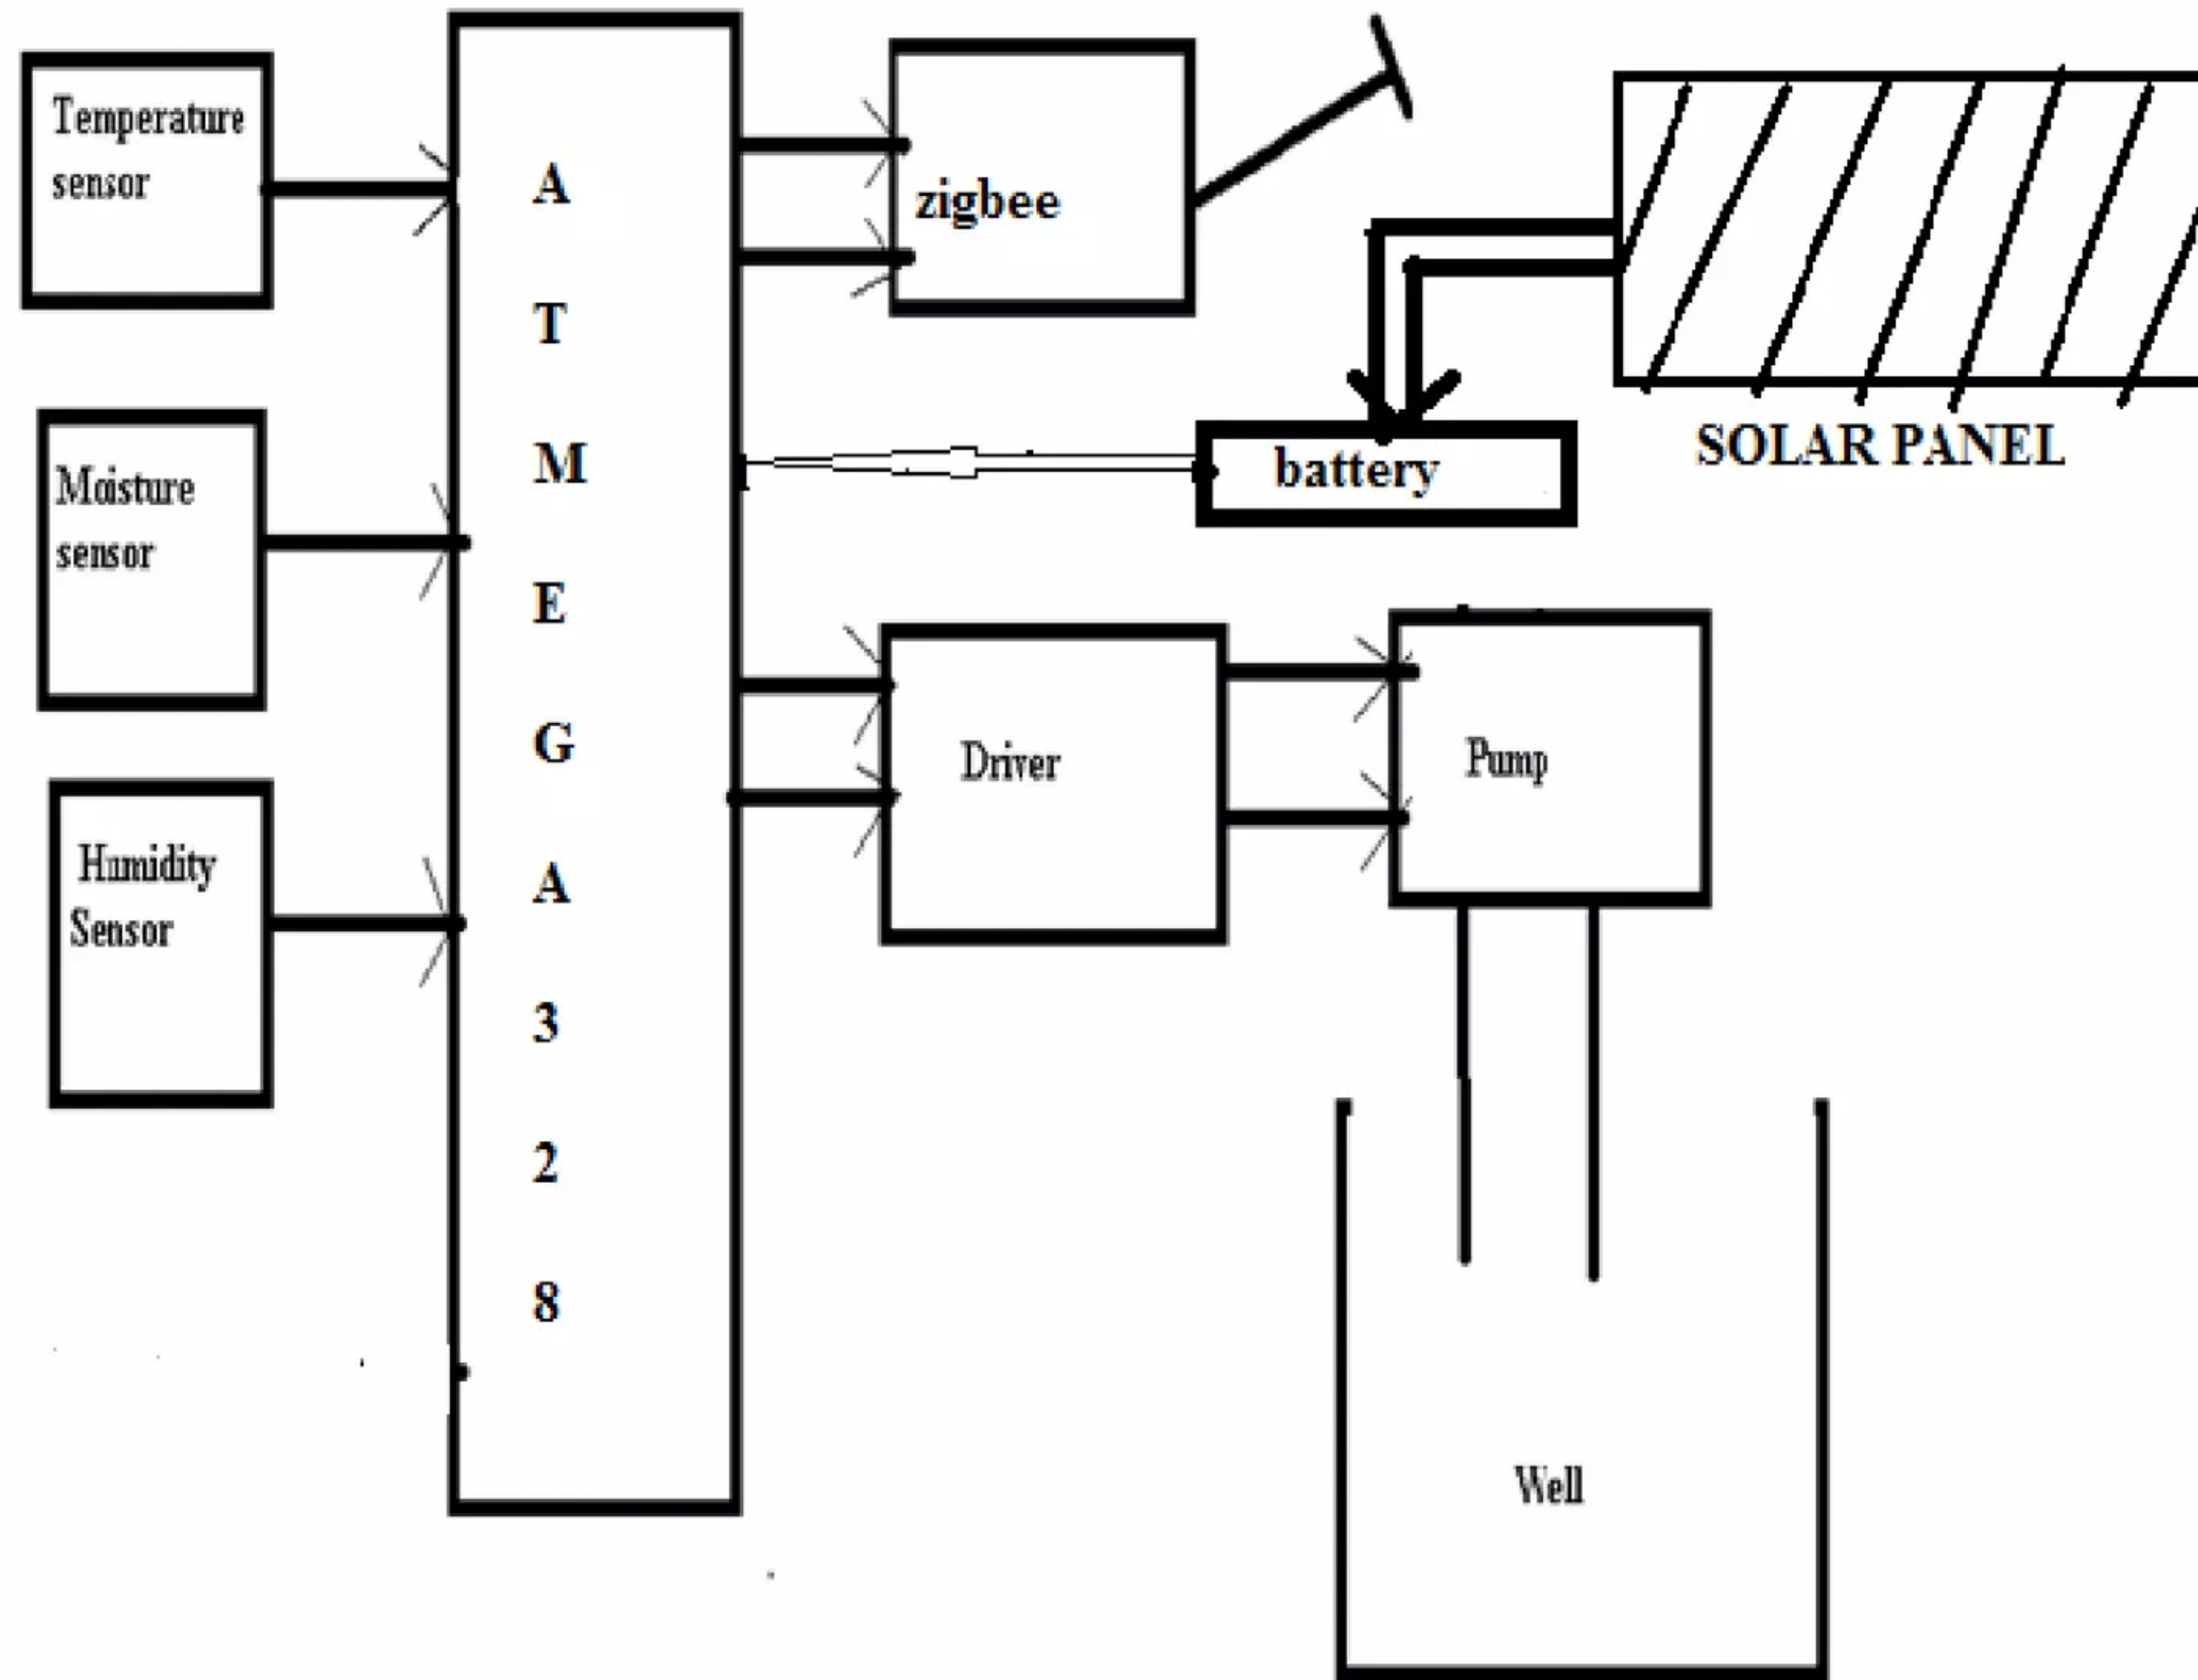 Temperature
sensor
Moisture
sensor
Humidity
Sensor
A
T
M
E
G
A
3
2
8
zigbee
SOLAR PANEL
battery
Driver
Pump
Well